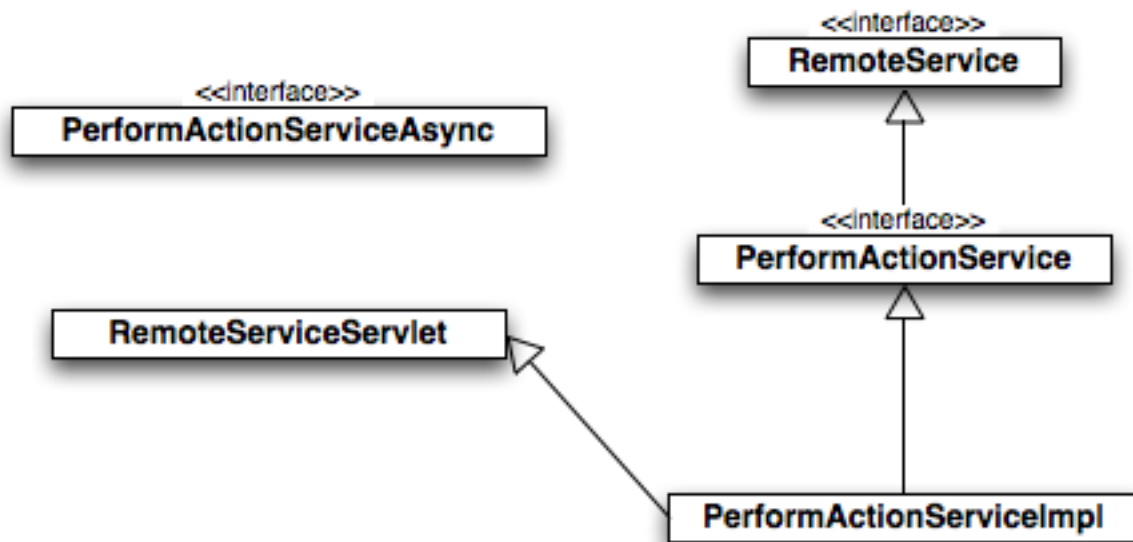 <<interface>>
RemoteService
<<interface>>
PerformActionServiceAsync
<<interface>>
PerformActionService
RemoteServiceServlet
PerformActionServiceImpl